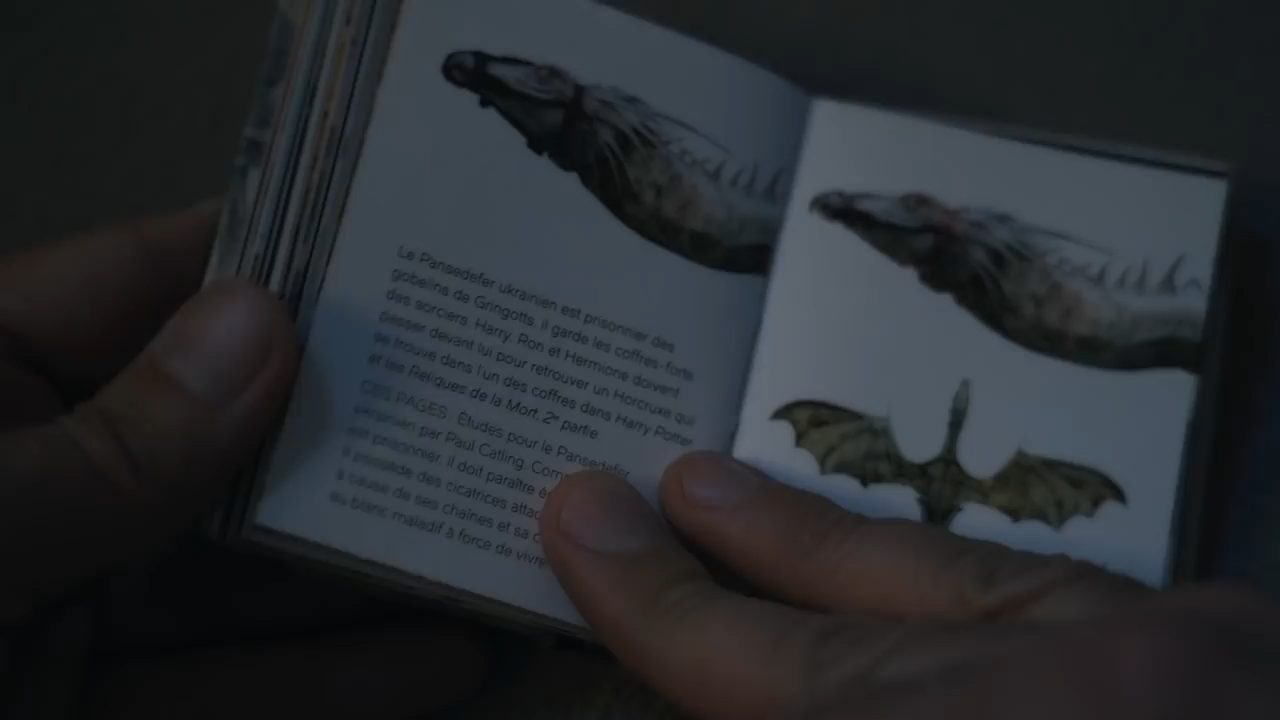 Le Pansedefer ukrainien est prisonnier des
gobelins de Gringotts, il garde les coffres-forts
des sorciers. Harry, Ron et Hermione doivent
passer devant lui pour retrouver un Horcruxe qui
se trouve dans l'un des coffres dans Harry Potter
et les Reliques de la Mort, 2e partie
CES PAGES Études pour le Pansedefer
ukrainien par Paul Catling.
est prisonnier, il doit paraître
Il possède des cicatrices
à cause de ses chaînes et sa
au blanc maladif à force de vivre